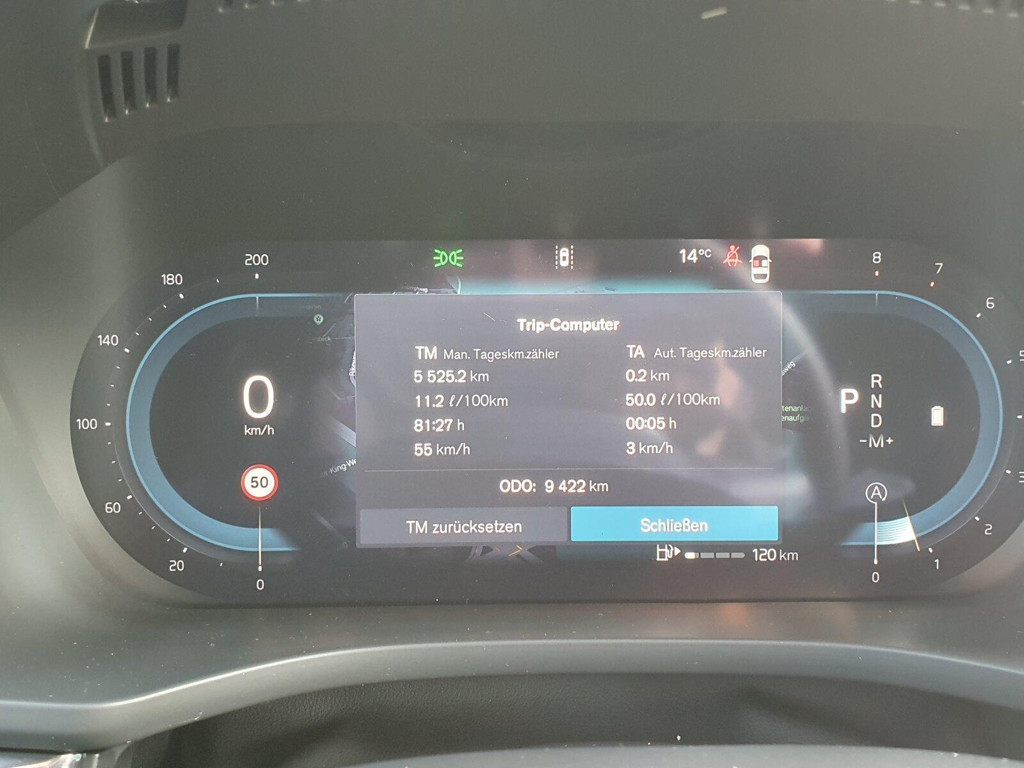 200
180
140
100
60
20
0
0
km/h
50
14°C
Trip-Computer
TM Man. Tageskm.zähler
5 525.2 km
11.2 ℓ/100km
81:27 h
55 km/h
TA Aut. Tageskm.zähler
0.2 km
50.0 ℓ/100km
00:05 h
3 km/h
ODO: 9 422 km
TM zurücksetzen
Schließen
120 km
P
R
N
D
-M+
A
8
7
6
5
3
2
1
0